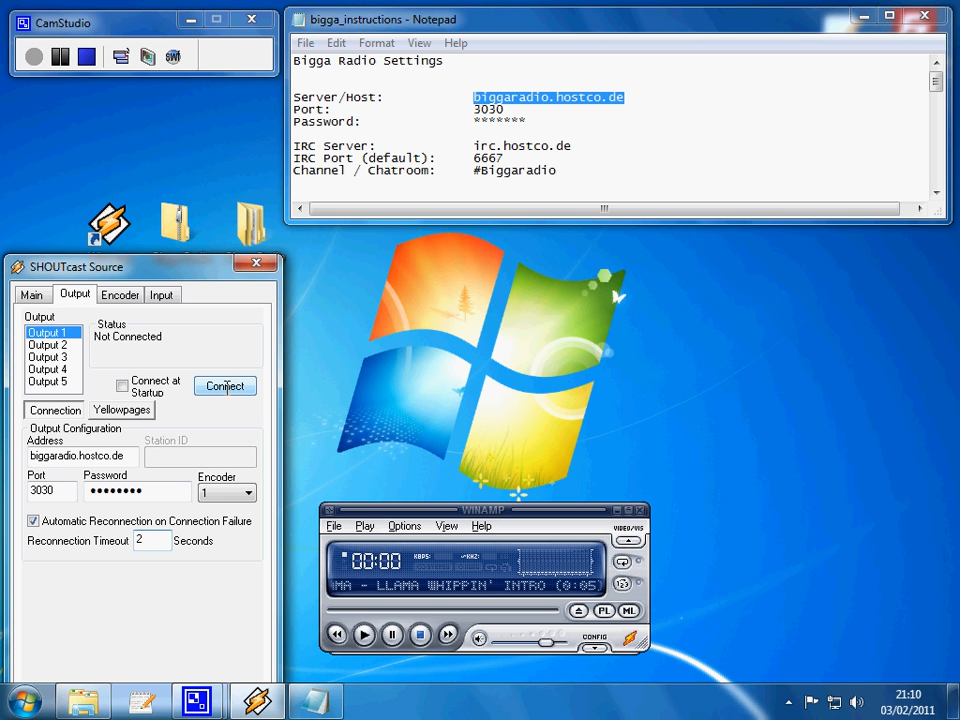 CamStudio
bigga_instructions - Notepad
File Edit Format View Help
Bigga Radio Settings
Server/Host: biggaradio.hostco.de
Port: 3030
Password: *******
IRC Server: irc.hostco.de
IRC Port (default): 6667
Channel / Chatroom: #Biggaradio
SWF
SHOUTcast Source
Main Output Encoder Input
Output
Output 1
Output 2
Output 3
Output 4
Output 5
Status
Not Connected
Connect at
Startup
Connect
Connection Yellowpages
Output Configuration
Address Station ID
biggaradio.hostco.de
Port Password Encoder
3030 ●●●●●●●● 1
Automatic Reconnection on Connection Failure
Reconnection Timeout 2 Seconds
WINAMP
File Play Options View Help
VIDEO/VIS
00:00 KBPS: KHZ:
MA - LLAMA WHIPPIN' INTRO (0:05)
PL ML
CONFIG
21:10
03/02/2011